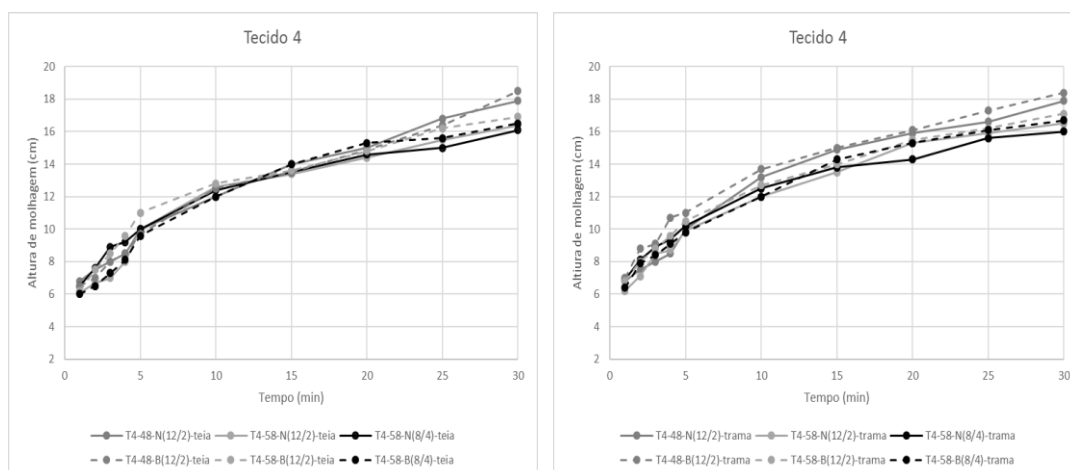 Tecido 4
20
18
16
14
12
10
8
6
4
2
Altiura de molhagem (cm)
0 5 10 15 20 25 30
Tempo (min)
T4-48-N(12/2)-teia T4-58-N(12/2)-teia T4-58-N(8/4)-teia
T4-48-B(12/2)-teia T4-58-B(12/2)-teia T4-58-B(8/4)-teia
Tecido 4
20
18
16
14
12
10
8
6
4
2
Altiura de molhagem (cm)
0 5 10 15 20 25 30
Tempo (min)
T4-48-N(12/2)-trama T4-58-N(12/2)-trama T4-58-N(8/4)-trama
T4-48-B(12/2)-trama T4-58-B(12/2)-trama T4-58-B(8/4)-trama